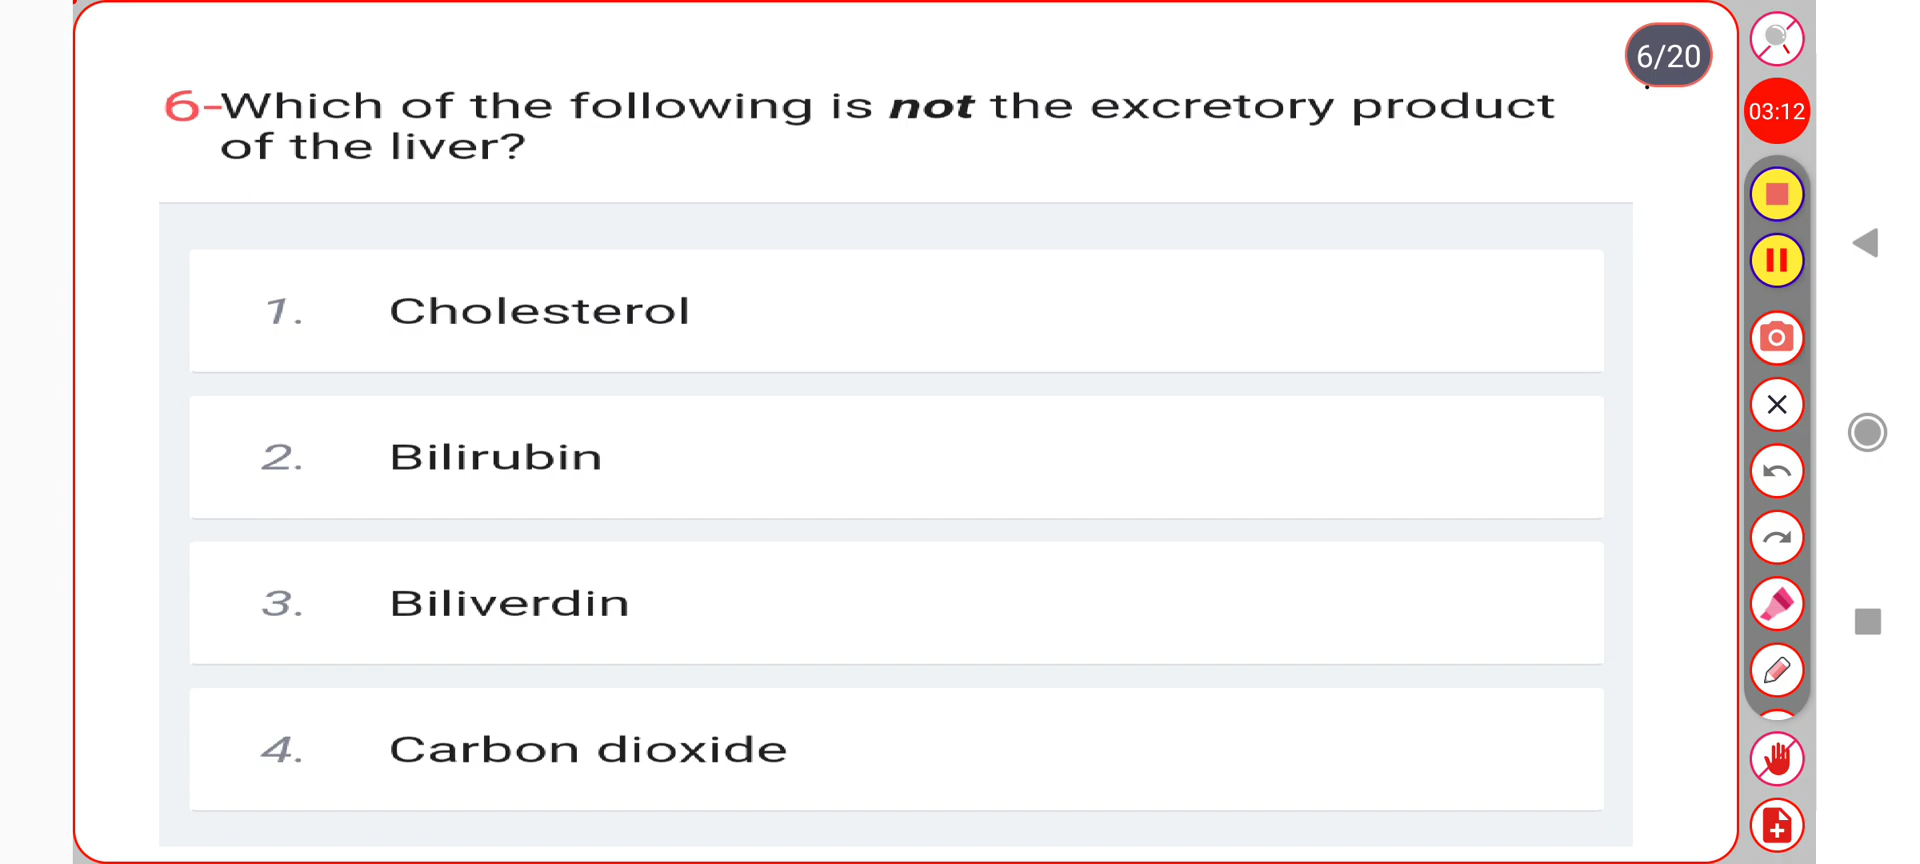 6/20
6-Which of the following is not the excretory product
of the liver?
03:12
1. Cholesterol
2. Bilirubin
3. Biliverdin
4. Carbon dioxide